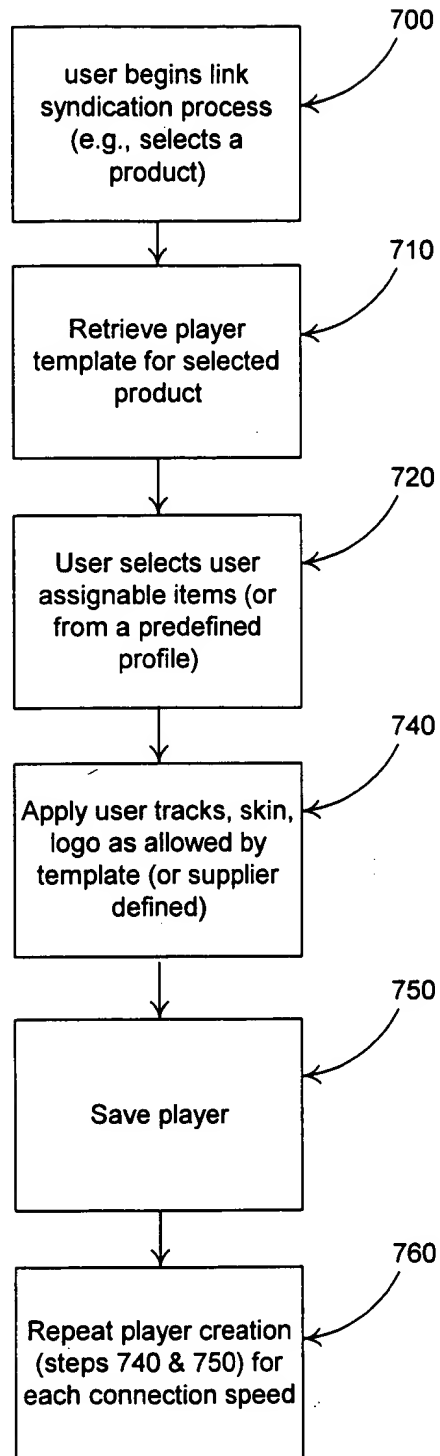 700
user begins link
syndication process
(e.g., selects a
product)
710
Retrieve player
template for selected
product
720
User selects user
assignable items (or
from a predefined
profile)
740
Apply user tracks, skin,
logo as allowed by
template (or supplier
defined)
750
Save player
760
Repeat player creation
(steps 740 & 750) for
each connection speed